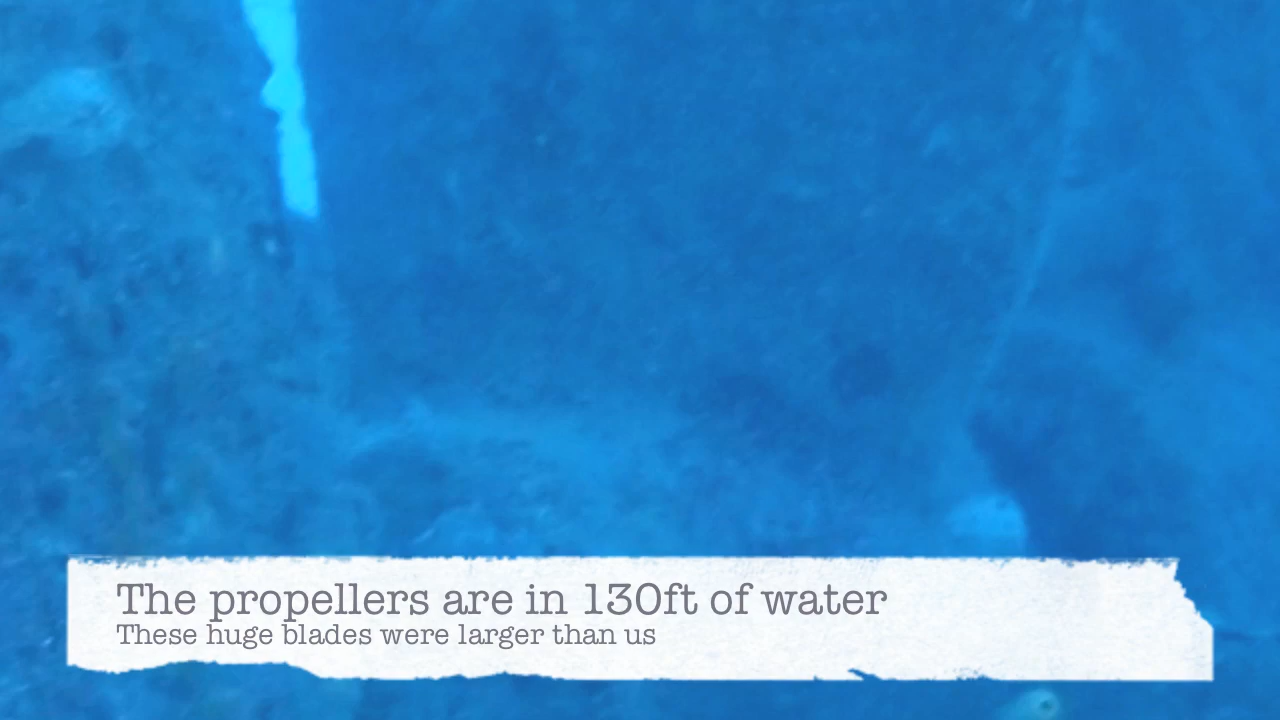 The propellers are in 130ft of water
These huge blades were larger than us